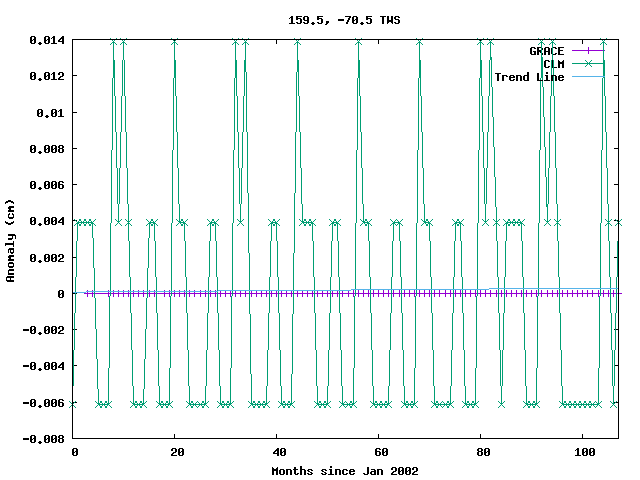 159.5, -70.5 TWS
GRACE
CLM
Trend Line
0.014
0.012
0.01
0.008
0.006
0.004
0.002
0
-0.002
-0.004
-0.006
-0.008
Anomaly (cm)
0 20 40 60 80 100
Months since Jan 2002